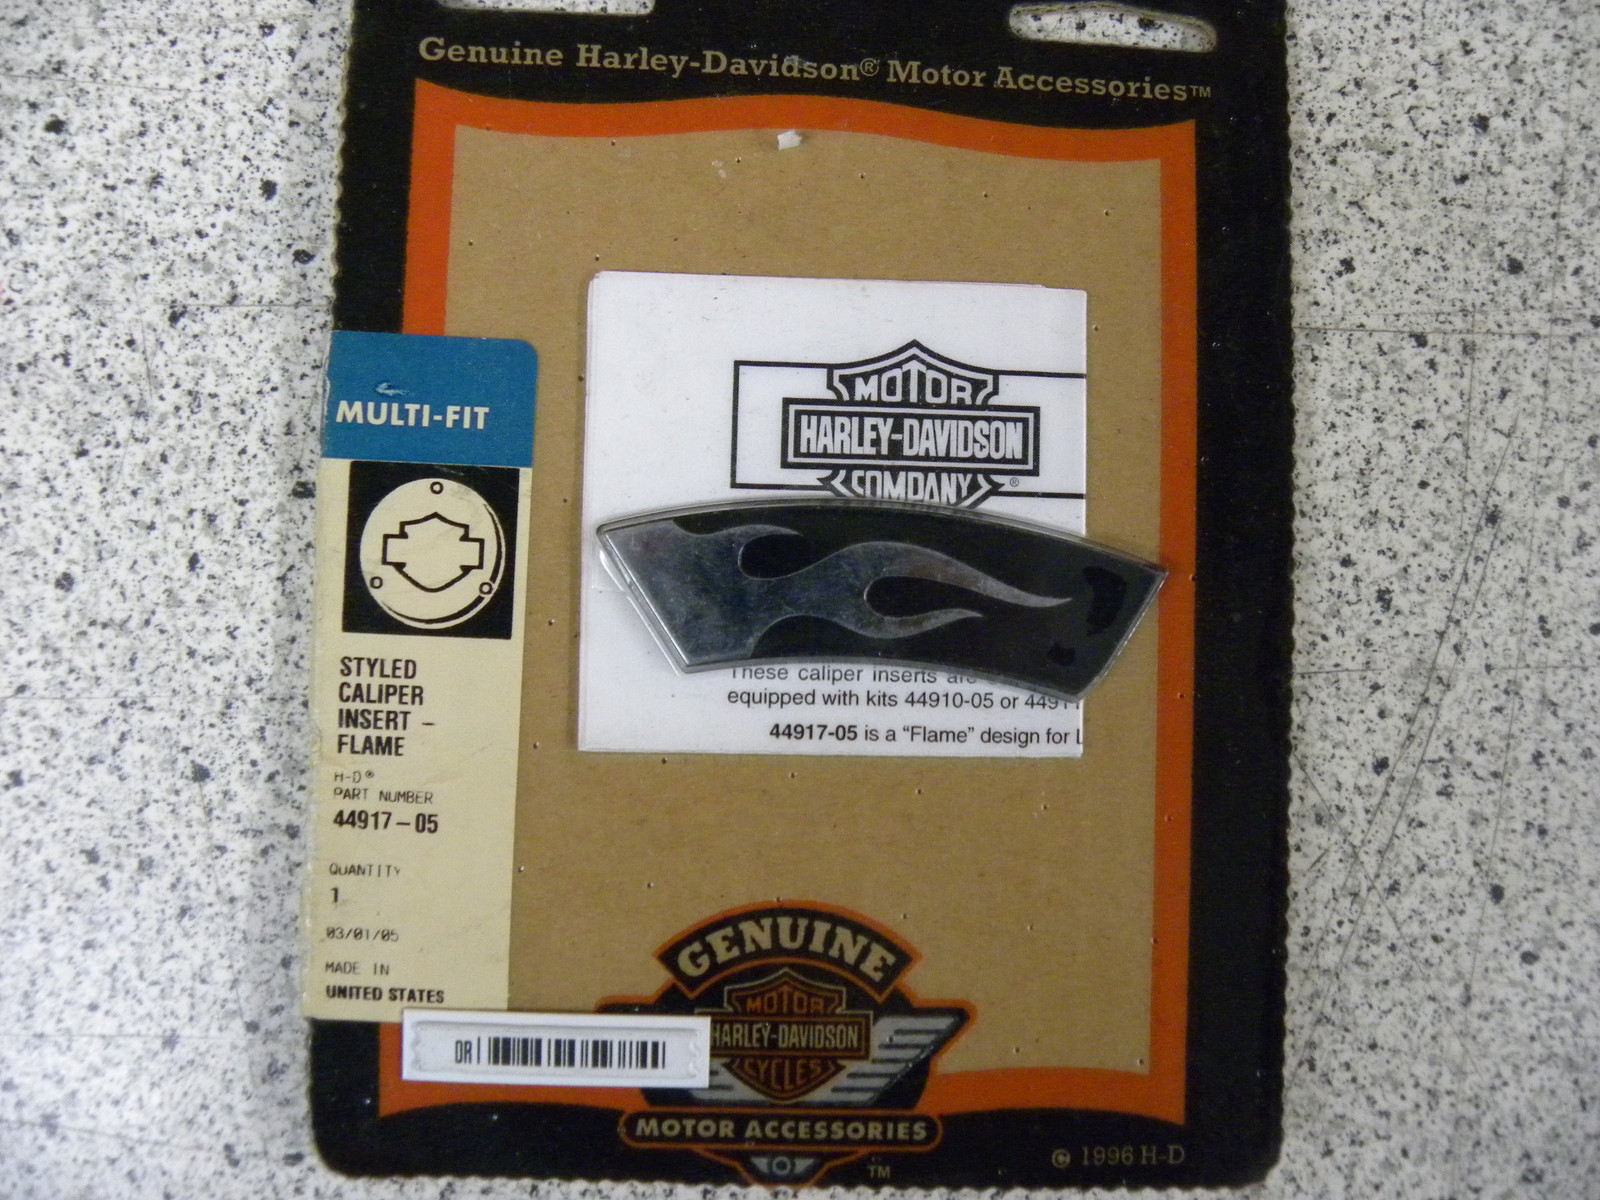 Genuine Harley-Davidson® Motor Accessories™
MOTOR
HARLEY-DAVIDSON
COMPANY
®
MULTI-FIT
STYLED
CALIPER
INSERT –
FLAME
H-D®
PART NUMBER
44917–05
QUANTITY
1
03/01/05
MADE IN
UNITED STATES
These caliper inserts are
equipped with kits 44910-05 or 4491
44917-05 is a “Flame” design for L
GENUINE
MOTOR
HARLEY-DAVIDSON
CYCLES
MOTOR ACCESSORIES
TM
DR
© 1996 H-D